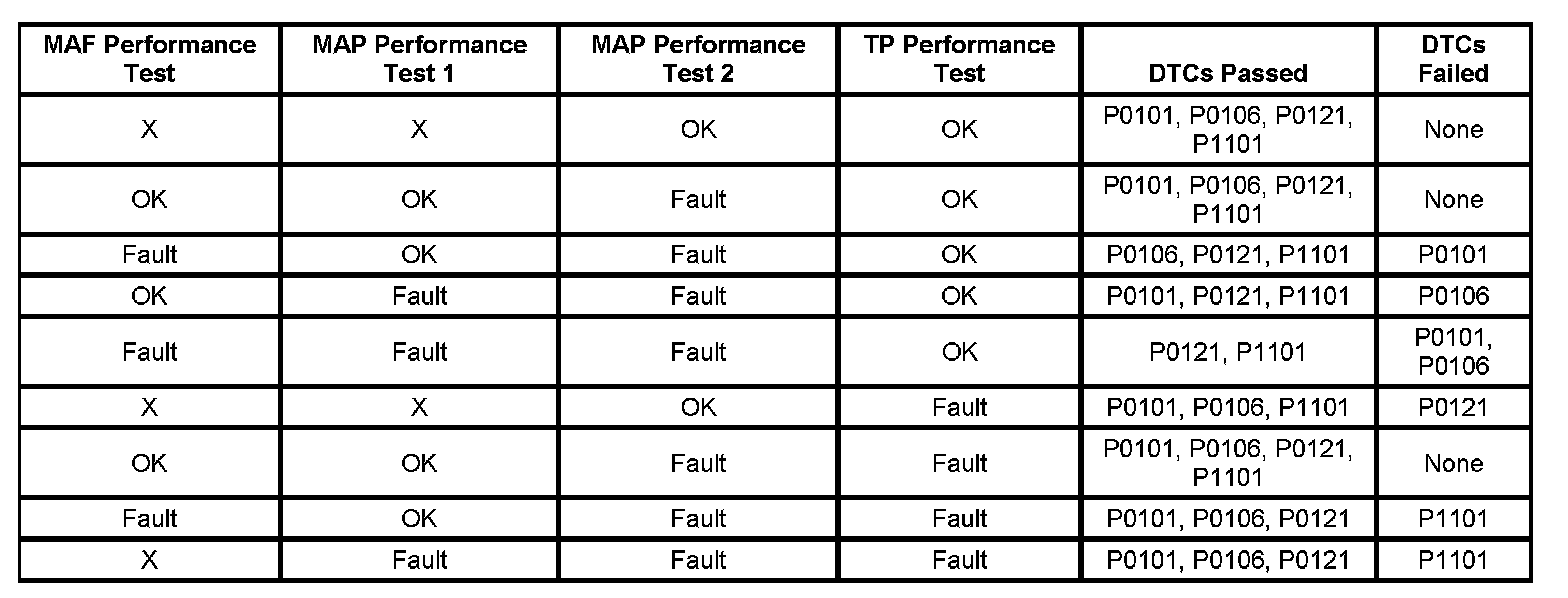 MAF Performance Test | MAP Performance Test 1 | MAP Performance Test 2 | TP Performance Test | DTCs Passed | DTCs Failed
X | X | OK | OK | P0101, P0106, P0121, P1101 | None
OK | OK | Fault | OK | P0101, P0106, P0121, P1101 | None
Fault | OK | Fault | OK | P0106, P0121, P1101 | P0101
OK | Fault | Fault | OK | P0101, P0121, P1101 | P0106
Fault | Fault | Fault | OK | P0121, P1101 | P0101, P0106
X | X | OK | Fault | P0101, P0106, P1101 | P0121
OK | OK | Fault | Fault | P0101, P0106, P0121, P1101 | None
Fault | OK | Fault | Fault | P0101, P0106, P0121 | P1101
X | Fault | Fault | Fault | P0101, P0106, P0121 | P1101